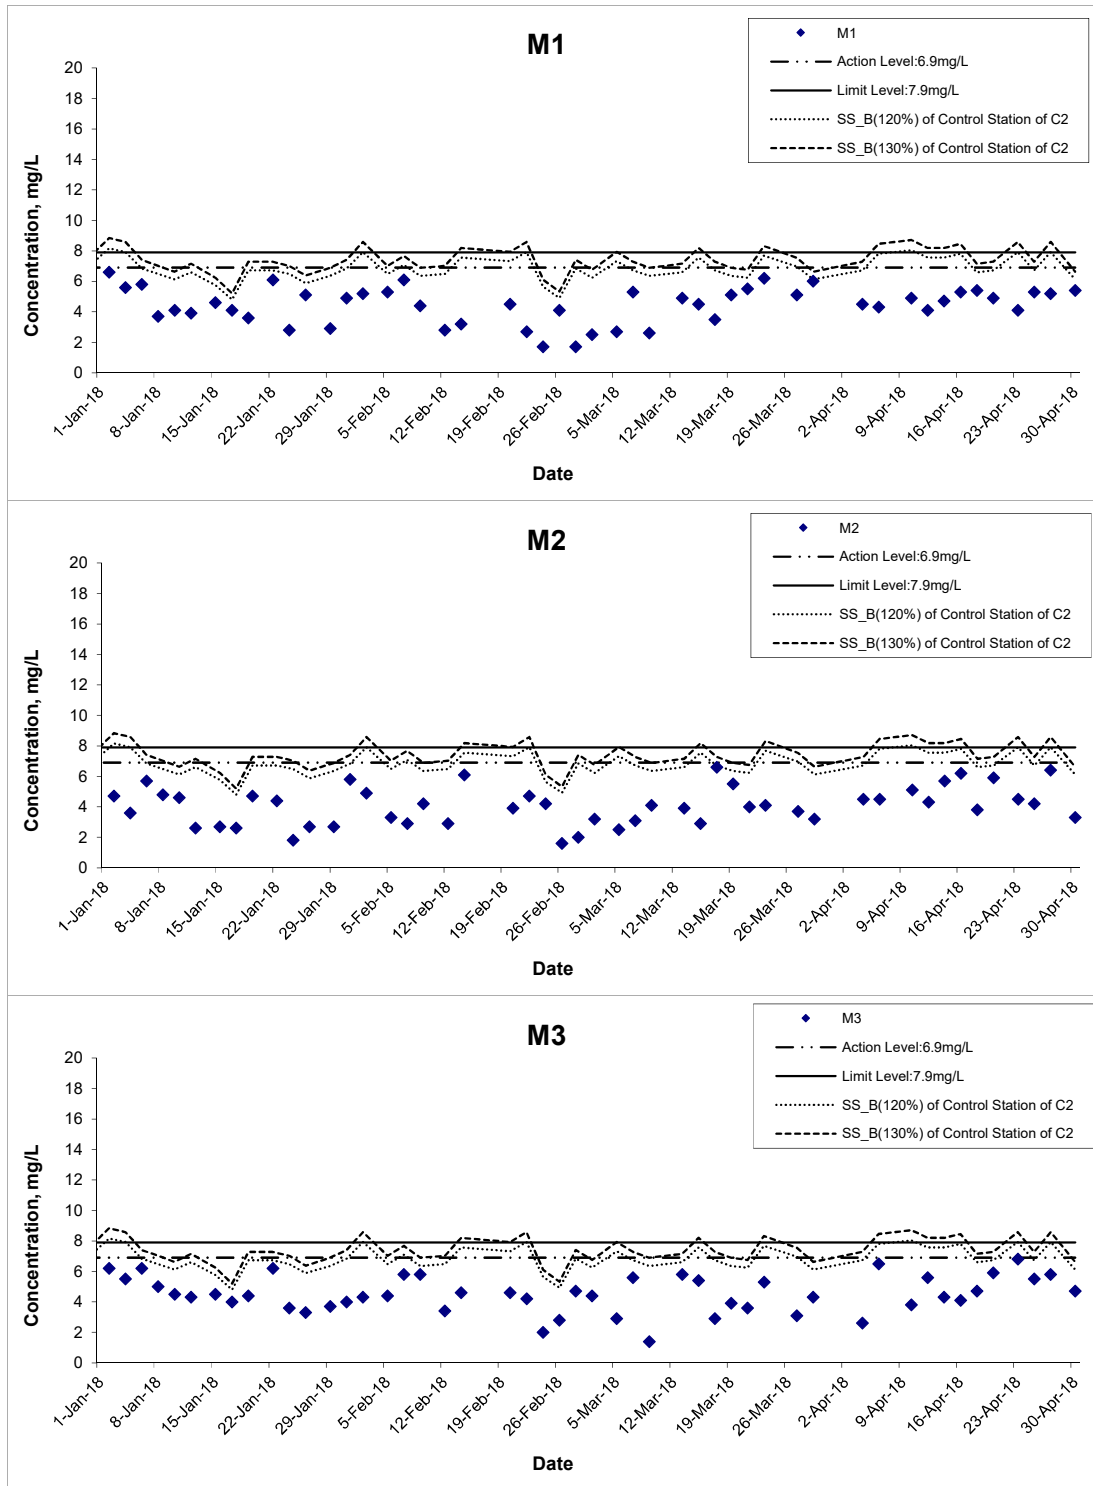 M1
M1
Action Level:6.9mg/L
Limit Level:7.9mg/L
SS_B(120%) of Control Station of C2
SS_B(130%) of Control Station of C2
Concentration, mg/L
20
18
16
14
12
10
8
6
4
2
0
1-Jan-18
8-Jan-18
15-Jan-18
22-Jan-18
29-Jan-18
5-Feb-18
12-Feb-18
19-Feb-18
26-Feb-18
5-Mar-18
12-Mar-18
19-Mar-18
26-Mar-18
2-Apr-18
9-Apr-18
16-Apr-18
23-Apr-18
30-Apr-18
Date
M2
M2
Action Level:6.9mg/L
Limit Level:7.9mg/L
SS_B(120%) of Control Station of C2
SS_B(130%) of Control Station of C2
Concentration, mg/L
20
18
16
14
12
10
8
6
4
2
0
1-Jan-18
8-Jan-18
15-Jan-18
22-Jan-18
29-Jan-18
5-Feb-18
12-Feb-18
19-Feb-18
26-Feb-18
5-Mar-18
12-Mar-18
19-Mar-18
26-Mar-18
2-Apr-18
9-Apr-18
16-Apr-18
23-Apr-18
30-Apr-18
Date
M3
M3
Action Level:6.9mg/L
Limit Level:7.9mg/L
SS_B(120%) of Control Station of C2
SS_B(130%) of Control Station of C2
Concentration, mg/L
20
18
16
14
12
10
8
6
4
2
0
1-Jan-18
8-Jan-18
15-Jan-18
22-Jan-18
29-Jan-18
5-Feb-18
12-Feb-18
19-Feb-18
26-Feb-18
5-Mar-18
12-Mar-18
19-Mar-18
26-Mar-18
2-Apr-18
9-Apr-18
16-Apr-18
23-Apr-18
30-Apr-18
Date